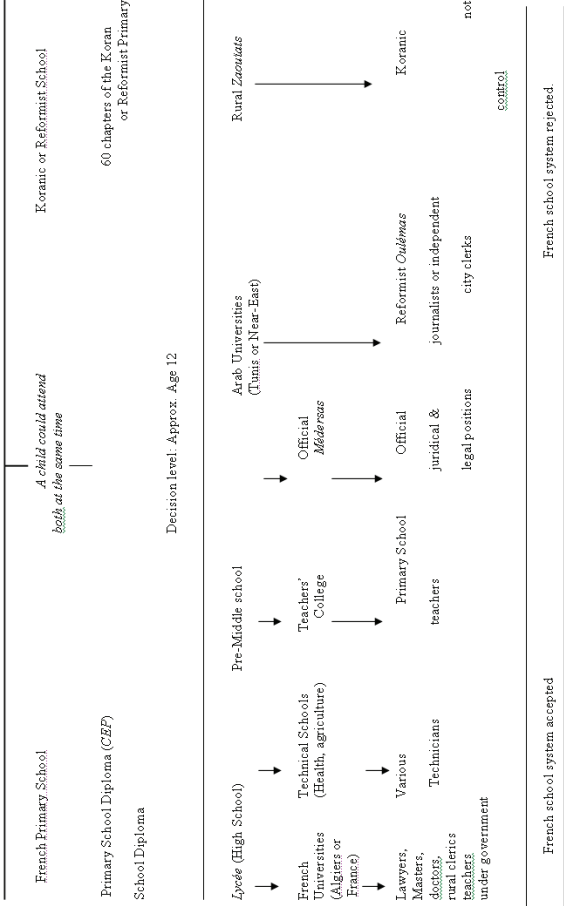 French Primary School
A child could attend
both at the same time
Koranic or Reformist School
Primary School Diploma (CEP)
60 chapters of the Koran
or Reformist Primary
School Diploma
Decision level: Approx. Age 12
Lycée (High School)
Pre-Middle school
Arab Universities
(Tunis or Near-East)
Rural Zaouïats
French
Universities
(Algiers or
France)
Technical Schools
(Health, agriculture)
Teachers'
College
Official
Médersas
Lawyers,
Masters,
doctors,
rural clerics
teachers
under government
Various
Technicians
Primary School
teachers
Official
juridical &
legal positions
Reformist Oulémas
journalists or independent
city clerks
Koranic
not
control
French school system accepted
French school system rejected.